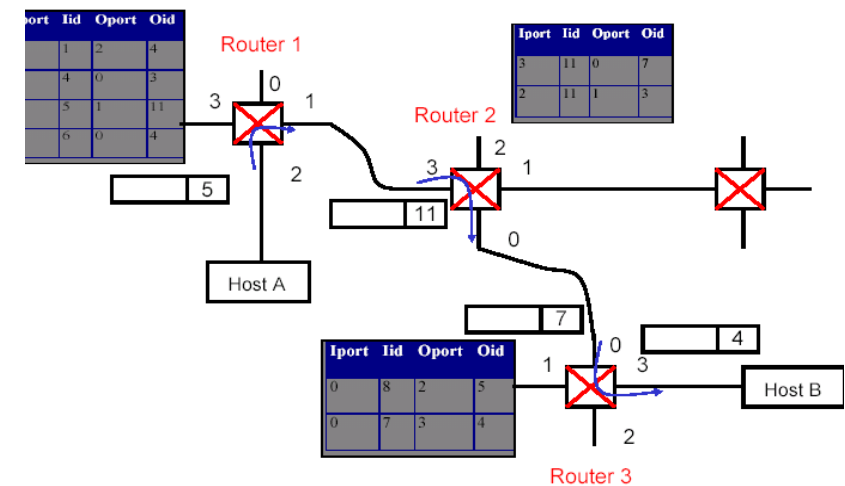 ort Iid Oport Oid
1 2 4
4 0 3
5 1 11
6 0 4
Router 1
0
3
1
2
5
Host A
Iport Iid Oport Oid
3 11 0 7
2 11 1 3
Router 2
2
3
1
11
0
7
4
Iport Iid Oport Oid
0 8 2 5
0 7 3 4
1
0
3
2
Host B
Router 3